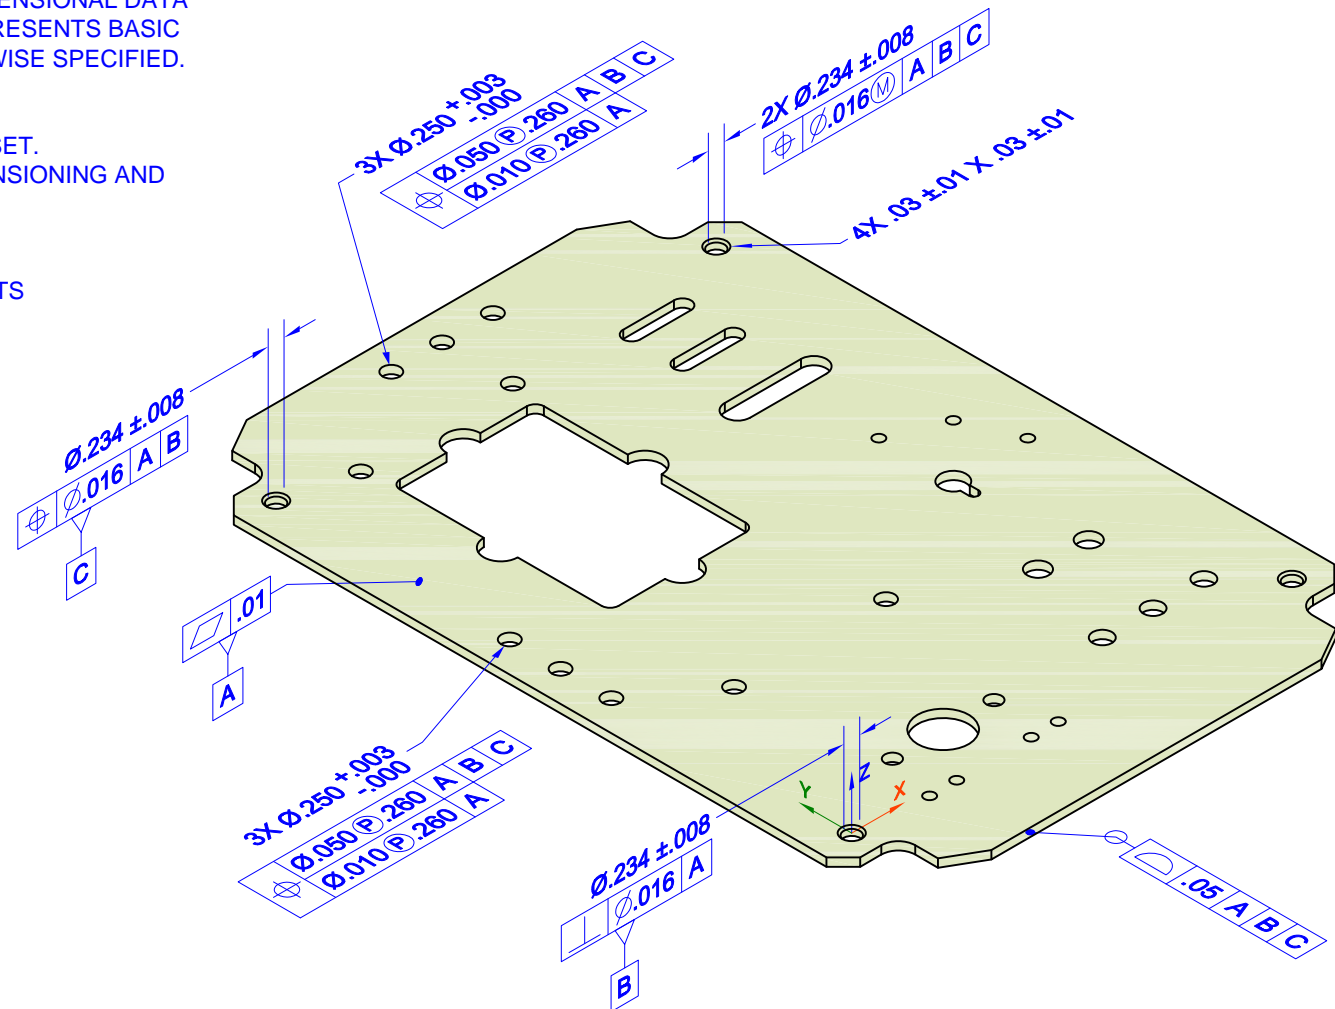 ENSIONAL DATA
RESENTS BASIC
WISE SPECIFIED.
SET.
NSIONING AND
TS
3X Ø.250 +.003 -.000
Ø.050 Ⓟ .260 A B C
Ø.010 Ⓟ .260 A
2X Ø.234 ±.008
Ø.016 Ⓜ A B C
4X .03 ±.01 X .03 ±.01
Ø.234 ±.008
Ø.016 A B
C
.01
A
3X Ø.250 +.003 -.000
Ø.050 Ⓟ .260 A B C
Ø.010 Ⓟ .260 A
Ø.234 ±.008
Ø.016 A
B
Y Z X
.05 A B C